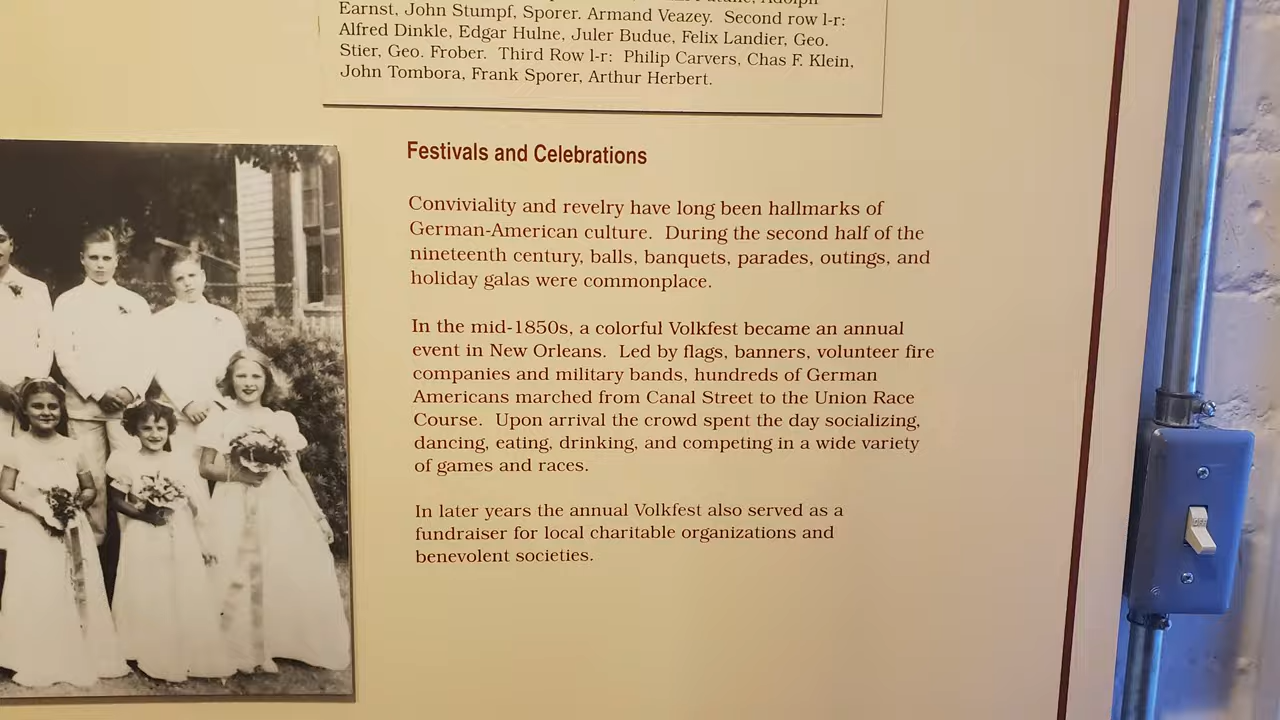 Earnst, John Stumpf, Sporer. Armand Veazey. Second row l-r:
Alfred Dinkle, Edgar Hulne, Juler Budue, Felix Landier, Geo.
Stier, Geo. Frober. Third Row l-r: Philip Carvers, Chas F. Klein,
John Tombora, Frank Sporer, Arthur Herbert.
Festivals and Celebrations
Conviviality and revelry have long been hallmarks of
German-American culture. During the second half of the
nineteenth century, balls, banquets, parades, outings, and
holiday galas were commonplace.
In the mid-1850s, a colorful Volkfest became an annual
event in New Orleans. Led by flags, banners, volunteer fire
companies and military bands, hundreds of German
Americans marched from Canal Street to the Union Race
Course. Upon arrival the crowd spent the day socializing,
dancing, eating, drinking, and competing in a wide variety
of games and races.
In later years the annual Volkfest also served as a
fundraiser for local charitable organizations and
benevolent societies.
OFF